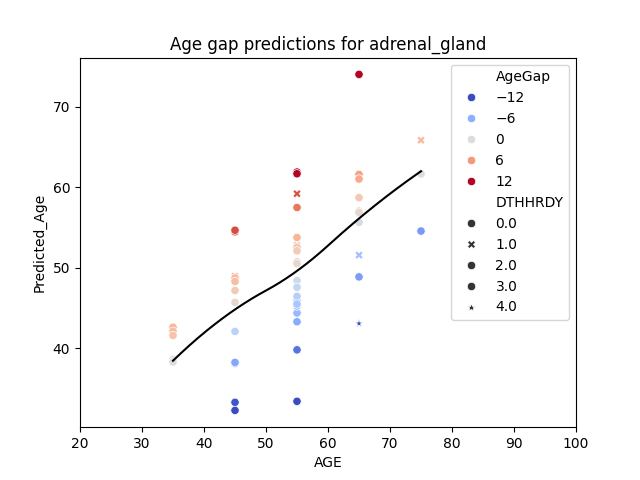 Age gap predictions for adrenal_gland
AgeGap
−12
−6
0
6
12
DTHHRDY
0.0
1.0
2.0
3.0
4.0
Predicted_Age
70
60
50
40
20 30 40 50 60 70 80 90 100
AGE